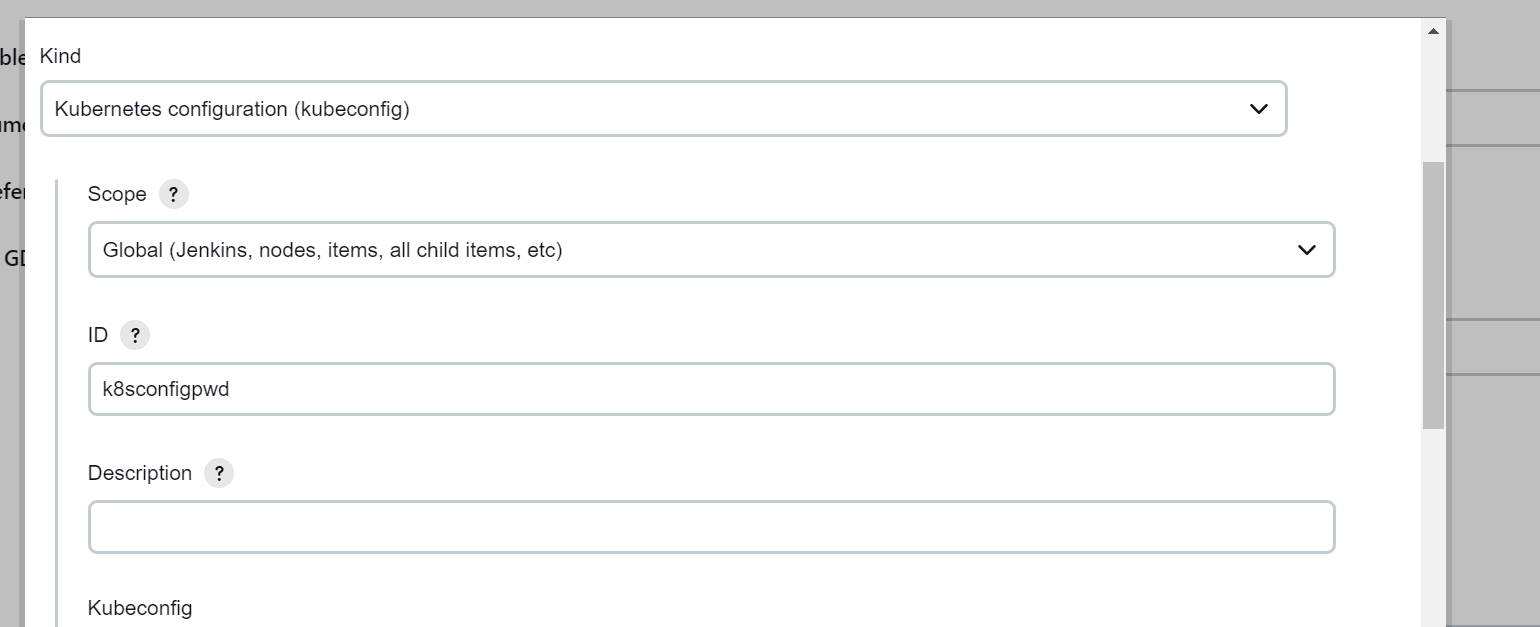 Kind
Kubernetes configuration (kubeconfig)
Scope ?
Global (Jenkins, nodes, items, all child items, etc)
ID ?
k8sconfigpwd
Description ?
Kubeconfig